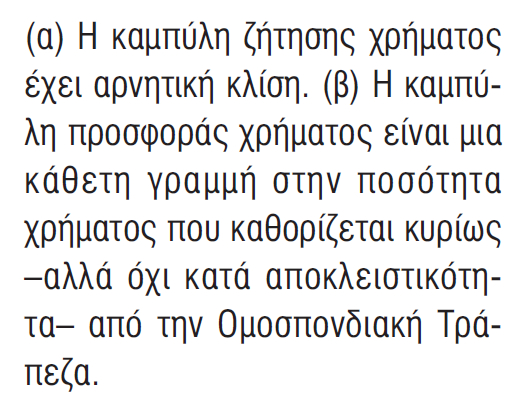 (α) Η καμπύλη ζήτησης χρήματος
έχει αρνητική κλίση. (β) Η καμπύ-
λη προσφοράς χρήματος είναι μια
κάθετη γραμμή στην ποσότητα
χρήματος που καθορίζεται κυρίως
–αλλά όχι κατά αποκλειστικότη-
τα– από την Ομοσπονδιακή Τρά-
πεζα.